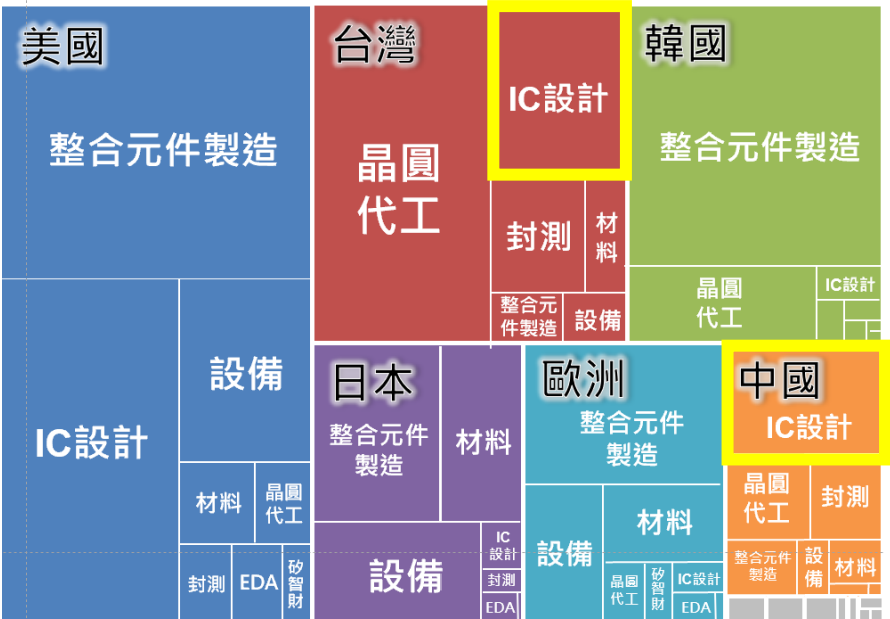 美國
整合元件製造
IC設計
設備
材料
晶圓
代工
封測
EDA
矽
智
財
台灣
晶圓
代工
IC設計
封測
材
料
整合元
件製造
設備
韓國
整合元件製造
晶圓
代工
IC設計
日本
整合元件
製造
材料
設備
IC
設計
封測
EDA
歐洲
整合元件
製造
設備
材料
晶圓
代工
矽
智
財
IC設計
EDA
中國
IC設計
晶圓
代工
封測
整合元件
製造
設
備
材料